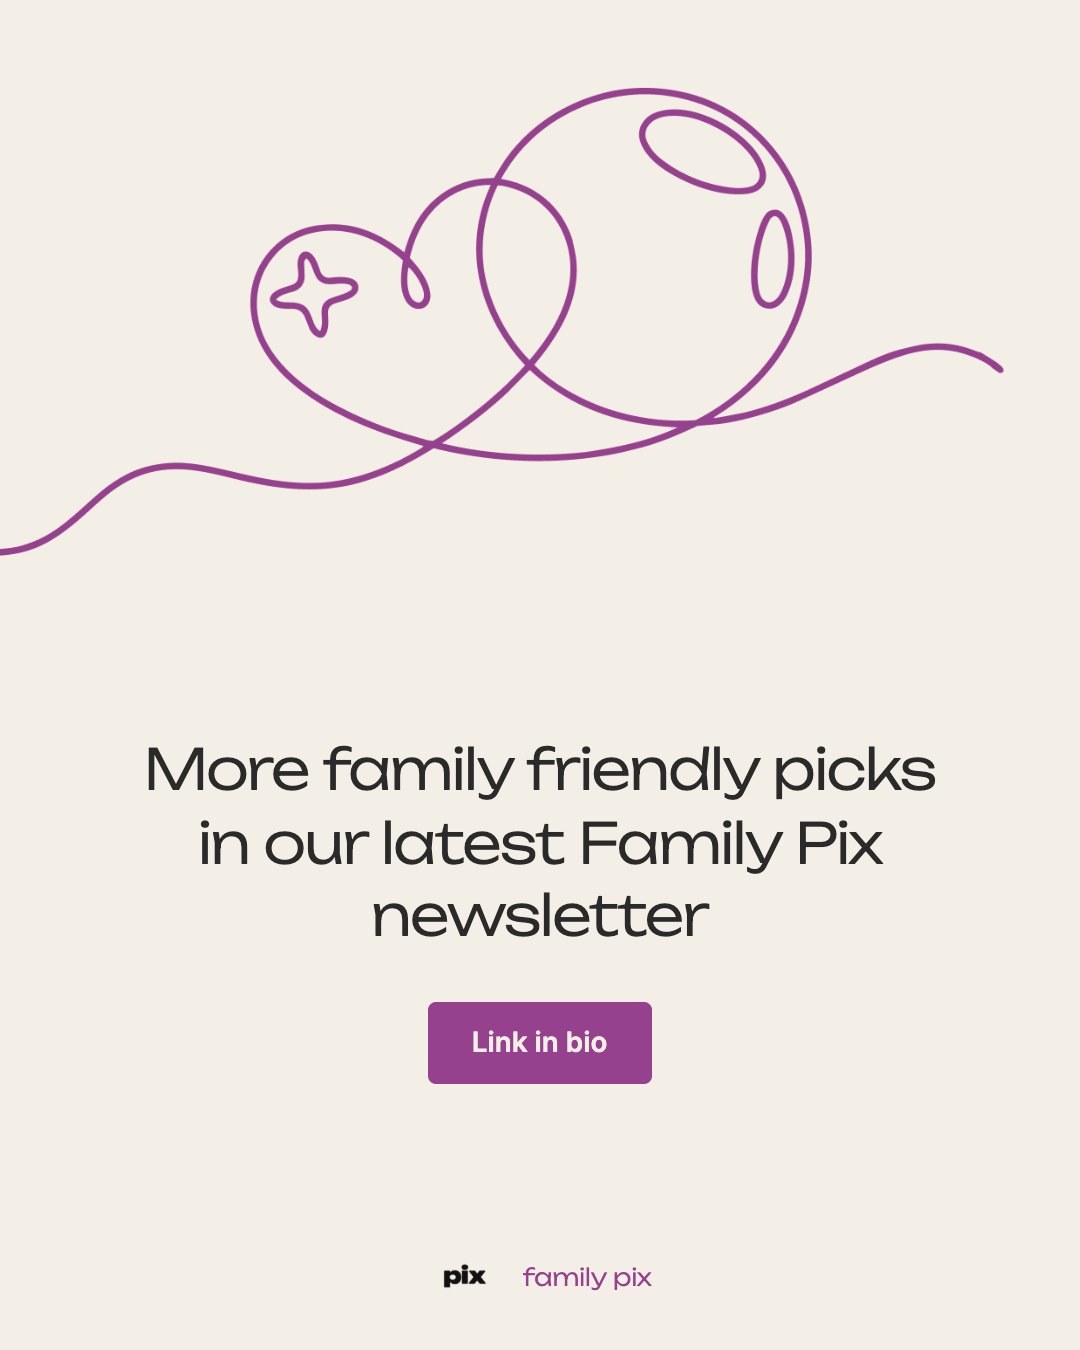 More family friendly picks
in our latest Family Pix
newsletter
Link in bio
pix family pix